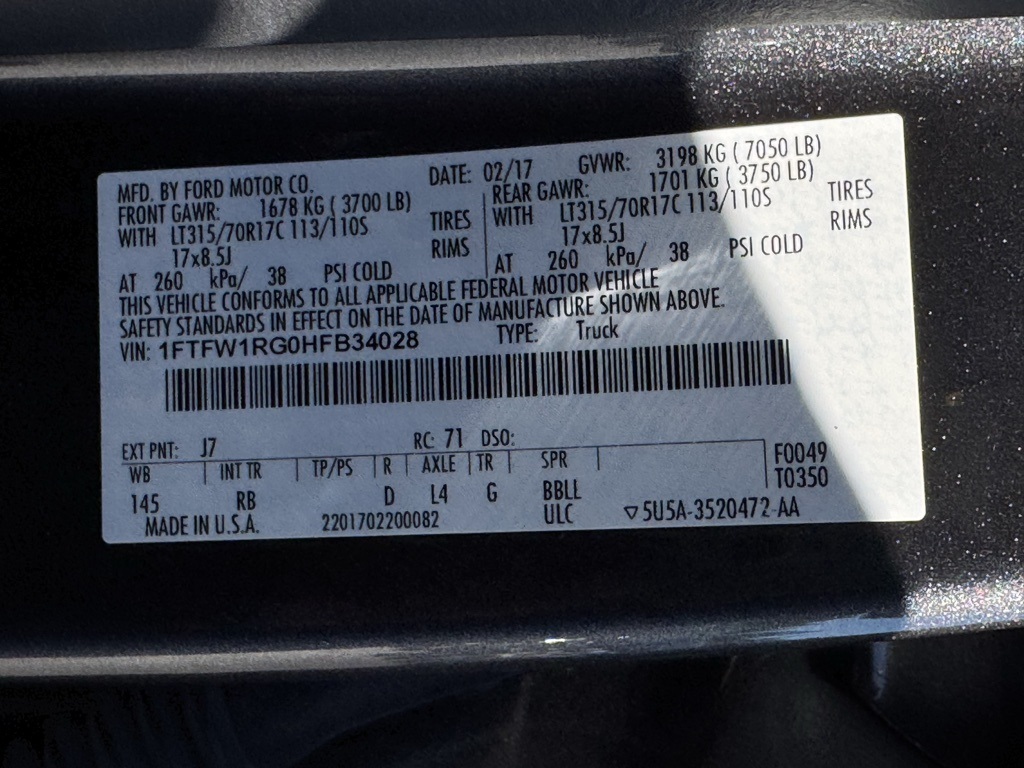 MFD. BY FORD MOTOR CO. DATE: 02/17 GVWR: 3198 KG ( 7050 LB)
FRONT GAWR: 1678 KG ( 3700 LB) REAR GAWR: 1701 KG ( 3750 LB)
WITH LT315/70R17C 113/110S TIRES WITH LT315/70R17C 113/110S TIRES
17x8.5J RIMS 17x8.5J RIMS
AT 260 kPa/ 38 PSI COLD AT 260 kPa/ 38 PSI COLD
THIS VEHICLE CONFORMS TO ALL APPLICABLE FEDERAL MOTOR VEHICLE
SAFETY STANDARDS IN EFFECT ON THE DATE OF MANUFACTURE SHOWN ABOVE.
VIN: 1FTFW1RG0HFB34028 TYPE: Truck
EXT PNT: J7 RC: 71 DSO:
WB INT TR TP/PS R AXLE TR SPR F0049
145 RB D L4 G BBLL T0350
MADE IN U.S.A. 2201702200082 ULC ▽5U5A-3520472-AA